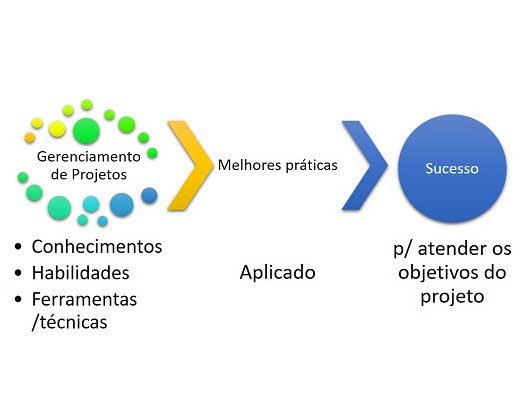 Gerenciamento
de Projetos
Melhores práticas
Sucesso
• Conhecimentos
• Habilidades
• Ferramentas
/técnicas
Aplicado
p/ atender os
objetivos do
projeto